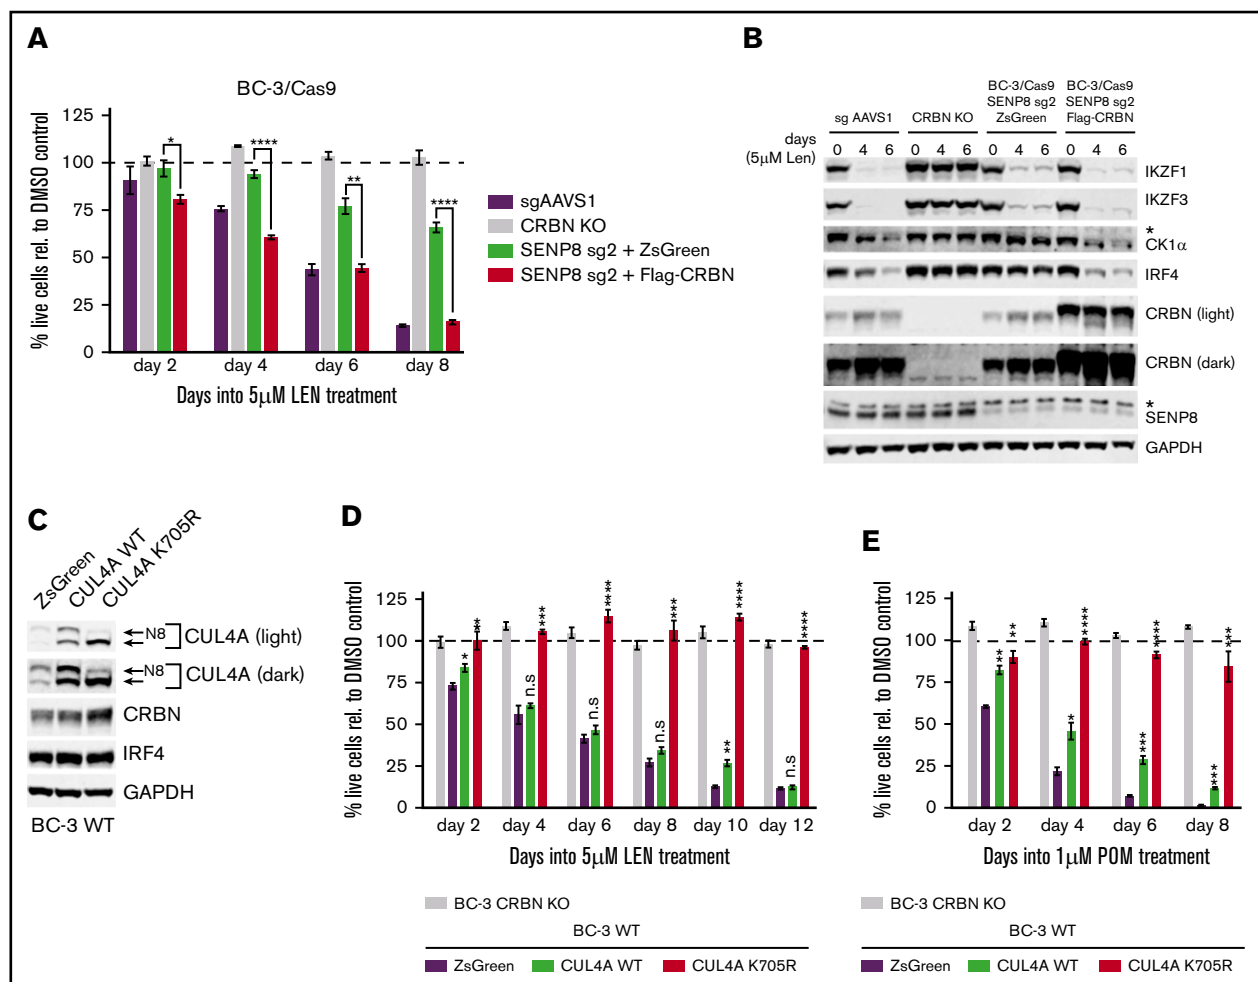 A
BC-3/Cas9
% live cells rel. to DMSO control
125
100
75
50
25
0
*
****
**
****
day 2
day 4
day 6
day 8
Days into 5μM LEN treatment
sgAAVS1
CRBN KO
SENP8 sg2 + ZsGreen
SENP8 sg2 + Flag-CRBN
B
sg AAVS1
CRBN KO
BC-3/Cas9
SENP8 sg2
ZsGreen
BC-3/Cas9
SENP8 sg2
Flag-CRBN
days
(5μM Len)
0 4 6 0 4 6 0 4 6 0 4 6
IKZF1
IKZF3
*
CK1α
IRF4
CRBN (light)
CRBN (dark)
*
SENP8
GAPDH
C
ZsGreen
CUL4A WT
CUL4A K705R
N8
CUL4A (light)
N8
CUL4A (dark)
CRBN
IRF4
GAPDH
BC-3 WT
D
% live cells rel. to DMSO control
125
100
75
50
25
0
*
**
n.s
***
n.s
****
n.s
***
**
****
n.s
****
day 2
day 4
day 6
day 8
day 10
day 12
Days into 5μM LEN treatment
BC-3 CRBN KO
BC-3 WT
ZsGreen
CUL4A WT
CUL4A K705R
E
% live cells rel. to DMSO control
125
100
75
50
25
0
**
**
*
****
***
****
***
***
day 2
day 4
day 6
day 8
Days into 1μM POM treatment
BC-3 CRBN KO
BC-3 WT
ZsGreen
CUL4A WT
CUL4A K705R